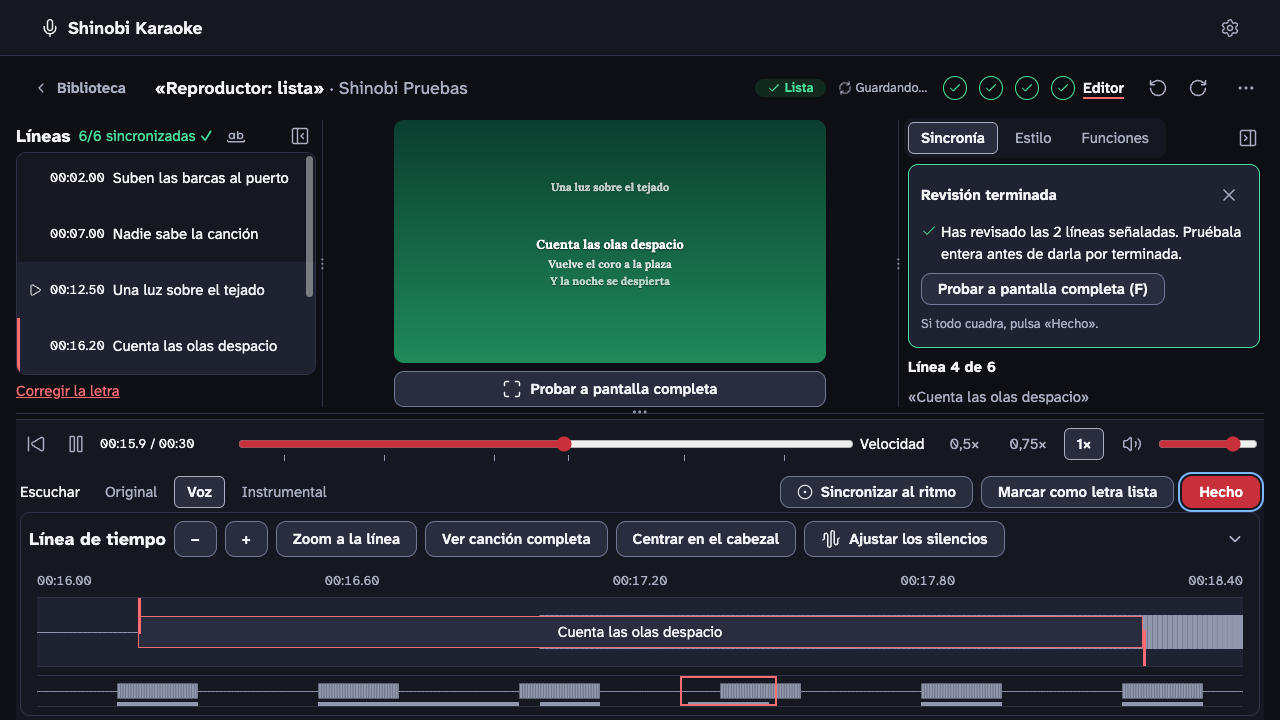 Shinobi Karaoke
Biblioteca
«Reproductor: lista» · Shinobi Pruebas
Lista
Guardando...
Editor
Líneas
6/6 sincronizadas
ab
00:02.00 Suben las barcas al puerto
00:07.00 Nadie sabe la canción
00:12.50 Una luz sobre el tejado
00:16.20 Cuenta las olas despacio
Corregir la letra
Una luz sobre el tejado
Cuenta las olas despacio
Vuelve el coro a la plaza
Y la noche se despierta
Probar a pantalla completa
Sincronía
Estilo
Funciones
Revisión terminada
Has revisado las 2 líneas señaladas. Pruébala
entera antes de darla por terminada.
Probar a pantalla completa (F)
Si todo cuadra, pulsa «Hecho».
Línea 4 de 6
«Cuenta las olas despacio»
00:15.9 / 00:30
Velocidad
0,5×
0,75×
1×
Escuchar
Original
Voz
Instrumental
Sincronizar al ritmo
Marcar como letra lista
Hecho
Línea de tiempo
−
+
Zoom a la línea
Ver canción completa
Centrar en el cabezal
Ajustar los silencios
00:16.00
00:16.60
00:17.20
00:17.80
00:18.40
Cuenta las olas despacio